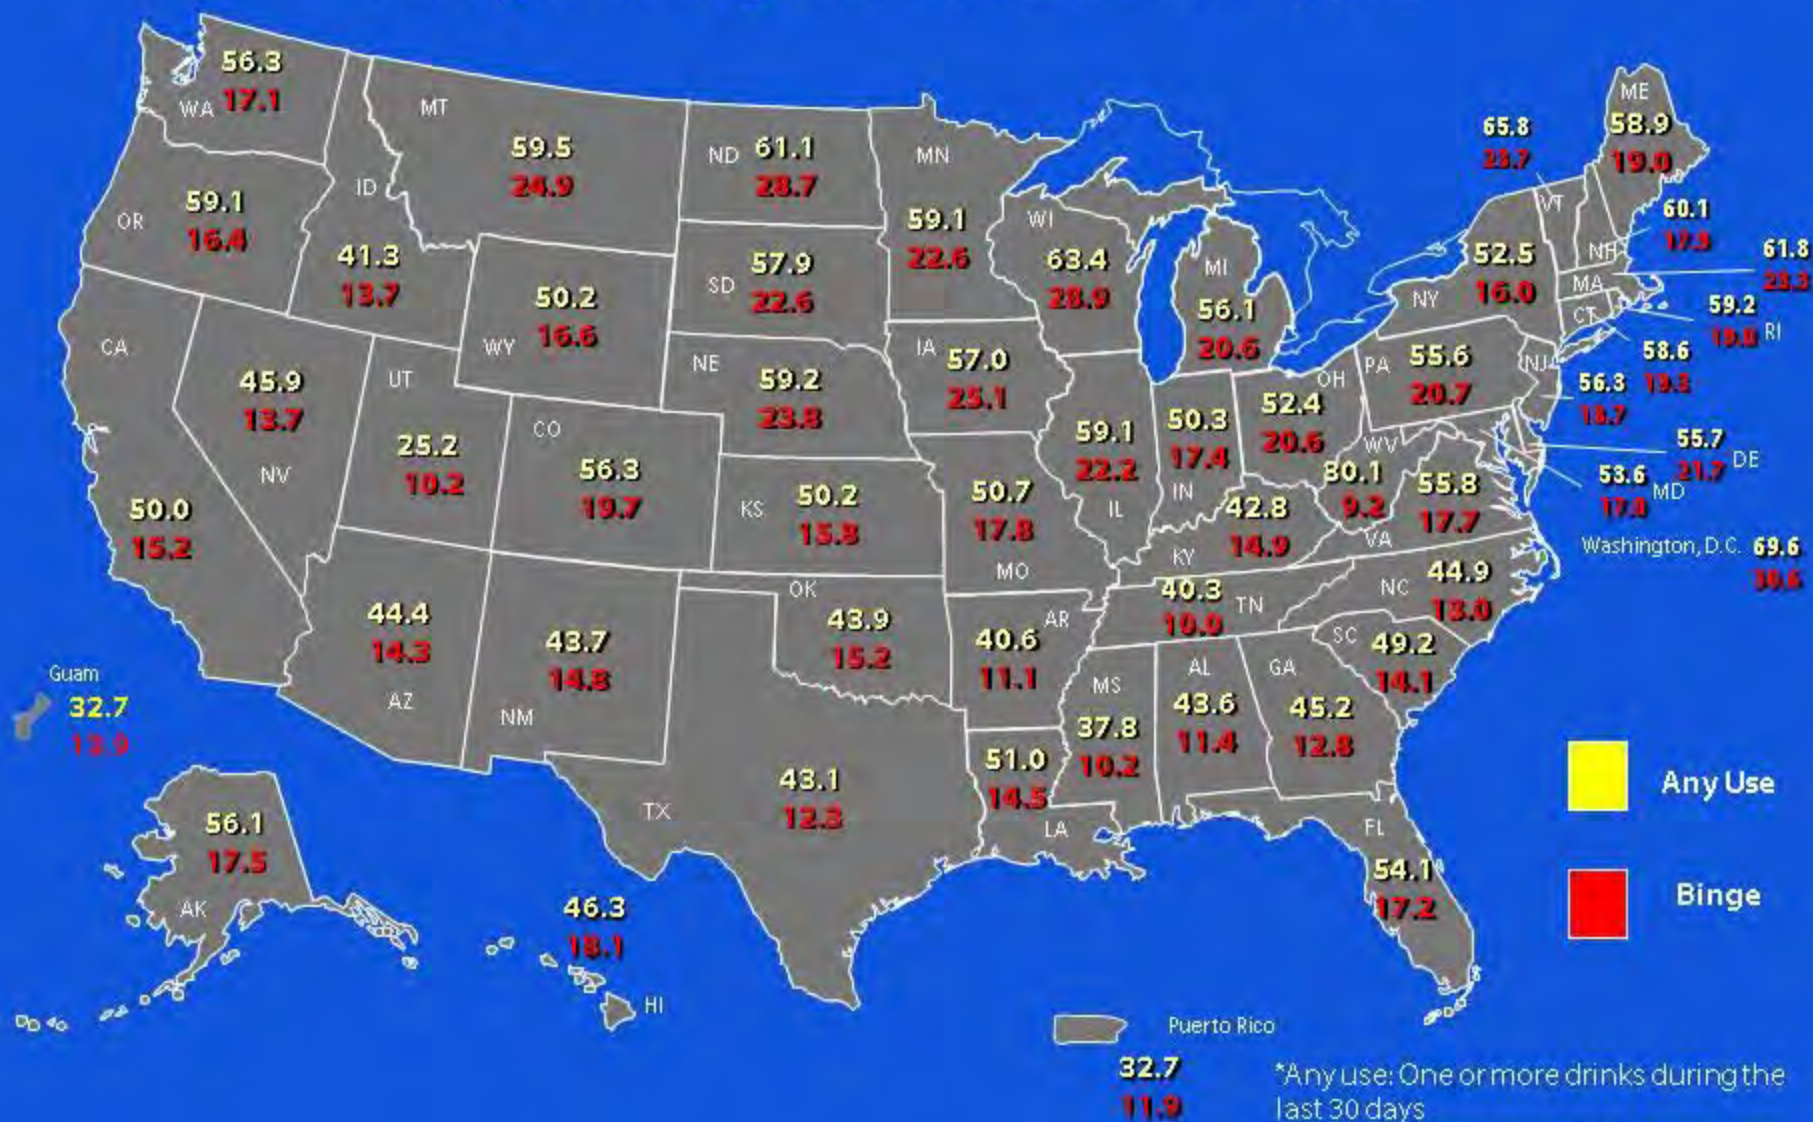 56.3
WA 17.1
MT
59.5
24.9
ND 61.1
28.7
MN
59.1
22.6
ME
58.9
19.0
65.8
23.7
VT
OR
59.1
16.4
ID
41.3
13.7
SD 57.9
22.6
WI
63.4
28.9
MI
56.1
20.6
NY
52.5
16.0
60.1
NH
MA
61.8
23.3
CT
59.2
19.0 RI
58.6
CA
50.0
15.2
NV
45.9
13.7
UT
25.2
10.2
WY
50.2
16.6
CO
56.3
19.7
NE
59.2
23.8
IA
57.0
25.1
IL
59.1
22.2
IN
50.3
17.4
OH
52.4
20.6
PA
55.6
20.7
NJ
56.3
18.7
55.7
21.7 DE
53.6
MD
Washington, D.C. 69.6
KS
50.2
15.8
MO
50.7
17.8
KY
42.8
14.9
WV
30.1
9.2
VA
55.8
17.7
AZ
44.4
14.3
NM
43.7
14.8
OK
43.9
15.2
AR
40.6
11.1
TN
40.3
NC
44.9
13.0
SC
49.2
14.1
MS
37.8
10.2
AL
43.6
11.4
GA
45.2
12.8
Guam
32.7
13.9
TX
43.1
12.3
51.0
14.5
LA
FL
54.1
17.2
Any Use
Binge
56.1
17.5
AK
46.3
18.1
HI
Puerto Rico
32.7
11.9
*Any use: One or more drinks during the
last 30 days